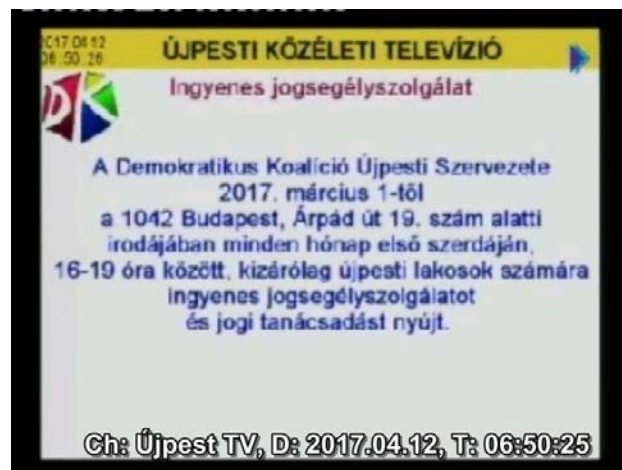 2017.04.12
06:50:26
ÚJPESTI KÖZÉLETI TELEVÍZIÓ
DK
Ingyenes jogsegélyszolgálat
A Demokratikus Koalíció Újpesti Szervezete
2017. március 1-től
a 1042 Budapest, Árpád út 19. szám alatti
irodájában minden hónap első szerdáján,
16-19 óra között, kizárólag újpesti lakosok számára
ingyenes jogsegélyszolgálatot
és jogi tanácsadást nyújt.
Ch: Újpest TV, D: 2017.04.12, T: 06:50:25